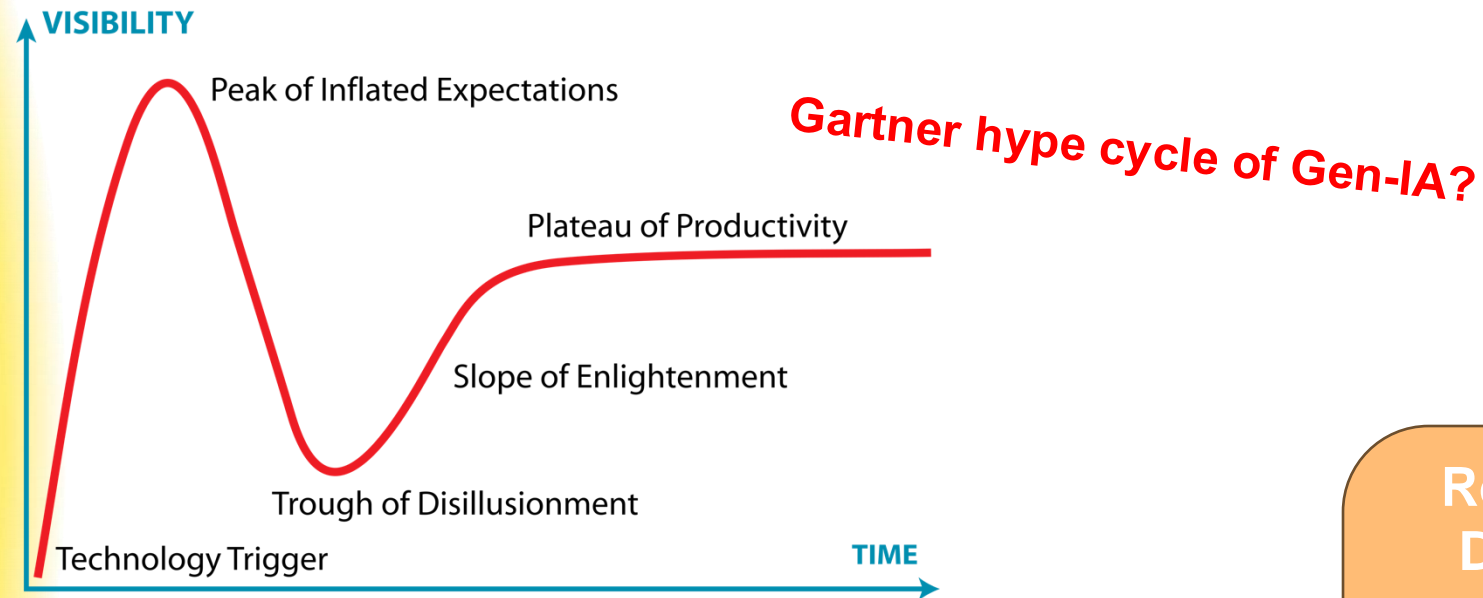 VISIBILITY
Peak of Inflated Expectations
Gartner hype cycle of Gen-IA?
Plateau of Productivity
Slope of Enlightenment
Trough of Disillusionment
Technology Trigger
TIME